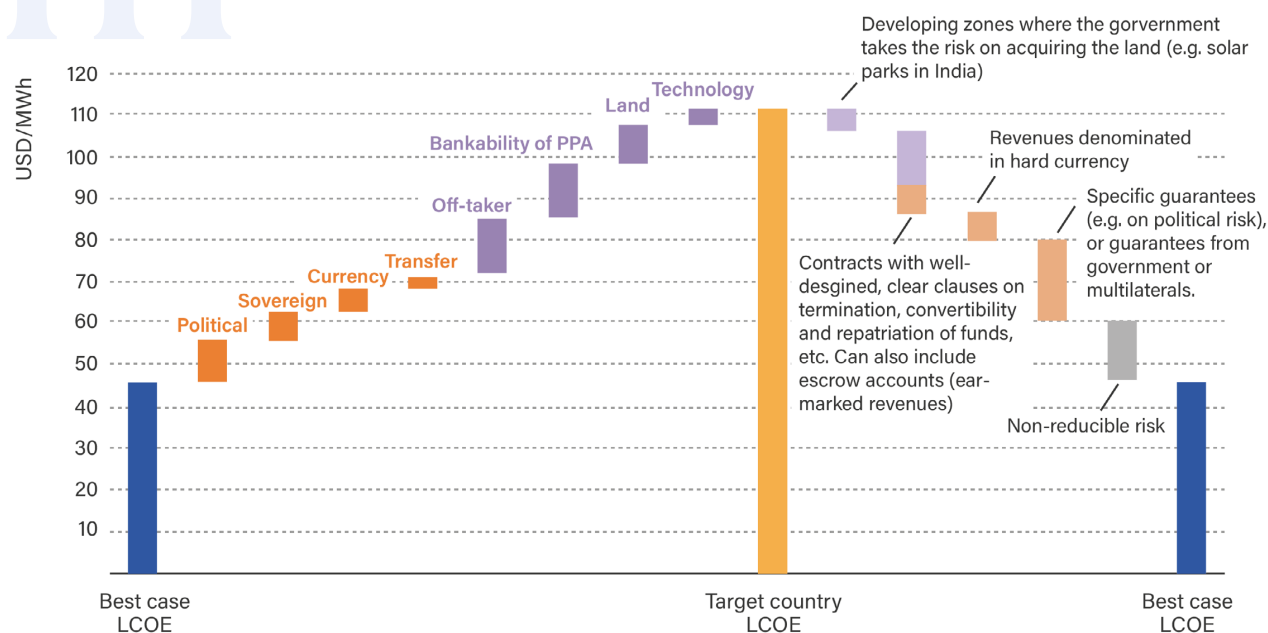 Developing zones where the gorvernment
takes the risk on acquiring the land (e.g. solar
parks in India)
USD/MWh
120
110
100
90
80
70
60
50
40
30
20
10
Political
Sovereign
Currency
Transfer
Off-taker
Bankability of PPA
Land
Technology
Revenues denominated
in hard currency
Specific guarantees
(e.g. on political risk),
or guarantees from
government or
multilaterals.
Contracts with well-
desgined, clear clauses on
termination, convertibility
and repatriation of funds,
etc. Can also include
escrow accounts (ear-
marked revenues)
Non-reducible risk
Best case
LCOE
Target country
LCOE
Best case
LCOE